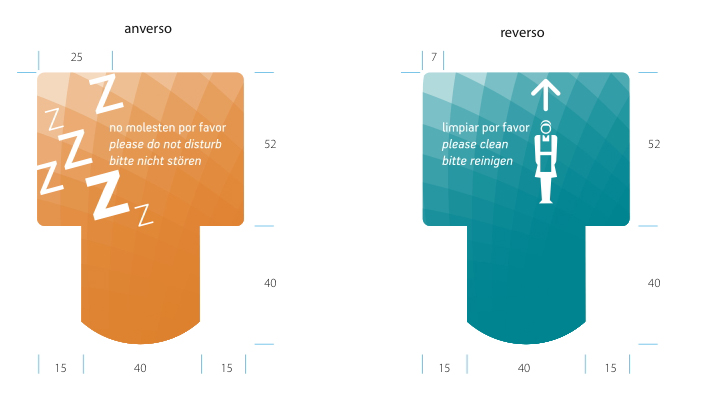 anverso
25
Z
Z
Z
Z
Z
Z
no molesten por favor
please do not disturb
bitte nicht stören
52
40
15 40 15
reverso
7
limpiar por favor
please clean
bitte reinigen
52
40
15 40 15